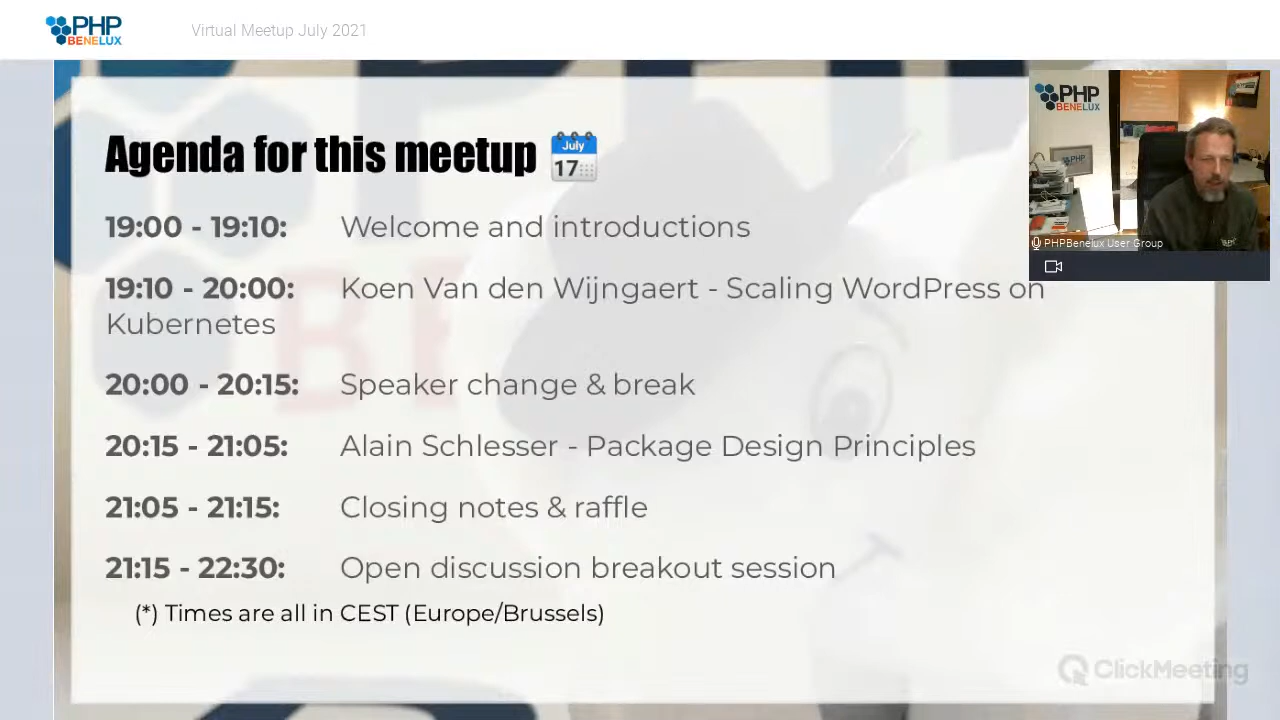 PHP
BENELUX
Virtual Meetup July 2021
Agenda for this meetup
July
17
19:00 - 19:10: Welcome and introductions
19:10 - 20:00: Koen Van den Wijngaert - Scaling WordPress on
Kubernetes
20:00 - 20:15: Speaker change & break
20:15 - 21:05: Alain Schlesser - Package Design Principles
21:05 - 21:15: Closing notes & raffle
21:15 - 22:30: Open discussion breakout session
(*) Times are all in CEST (Europe/Brussels)
PHP
BENELUX
PHP
PHPBenelux User Group
ClickMeeting